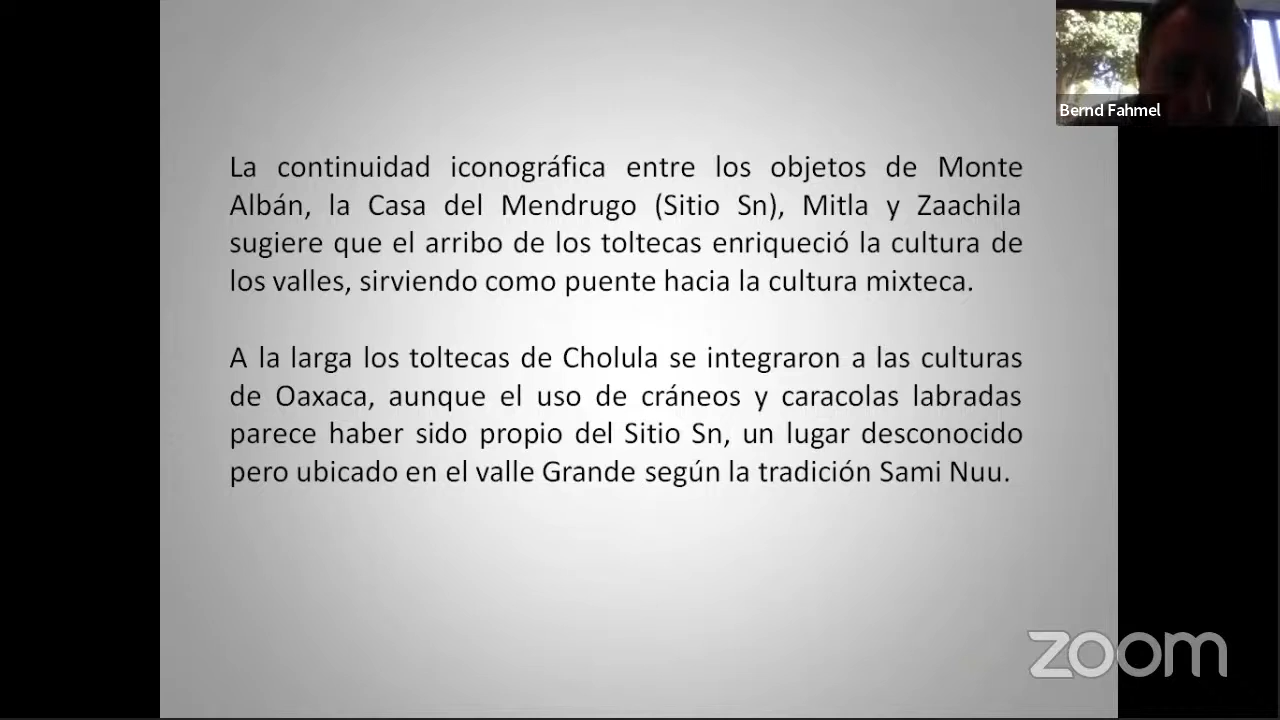 Bernd Fahmel
La continuidad iconográfica entre los objetos de Monte
Albán, la Casa del Mendrugo (Sitio Sn), Mitla y Zaachila
sugiere que el arribo de los toltecas enriqueció la cultura de
los valles, sirviendo como puente hacia la cultura mixteca.
A la larga los toltecas de Cholula se integraron a las culturas
de Oaxaca, aunque el uso de cráneos y caracolas labradas
parece haber sido propio del Sitio Sn, un lugar desconocido
pero ubicado en el valle Grande según la tradición Sami Nuu.
zoom